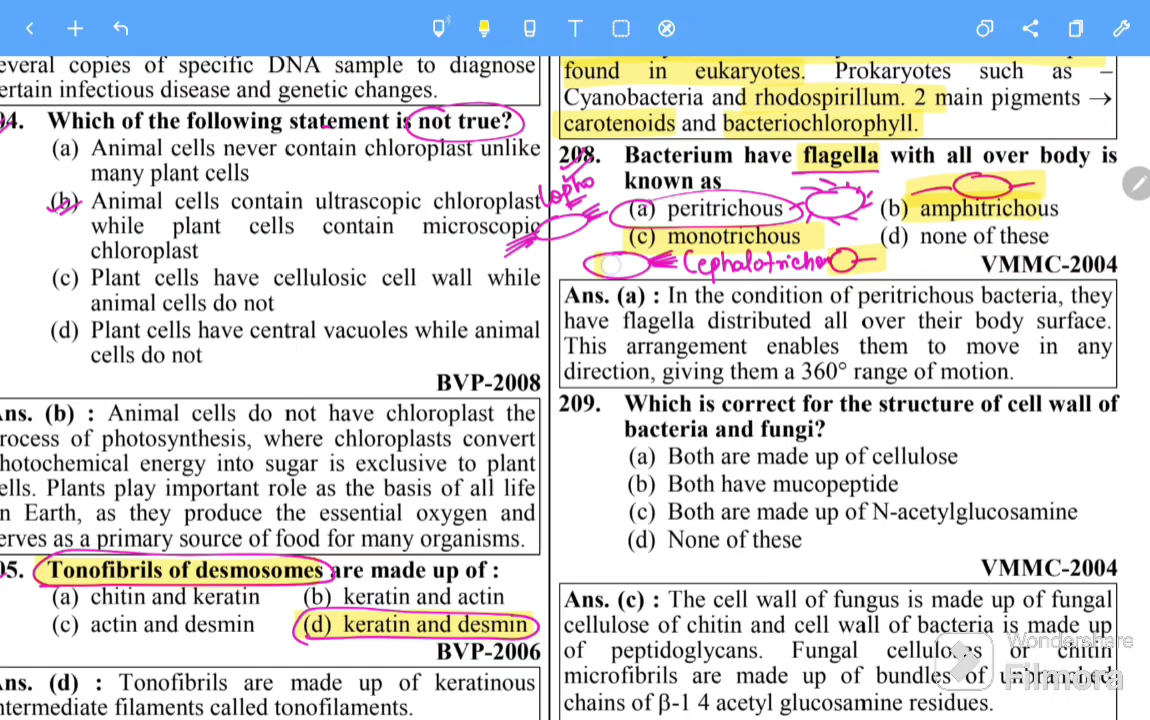 everal copies of specific DNA sample to diagnose
ertain infectious disease and genetic changes.
04. Which of the following statement is not true?
(a) Animal cells never contain chloroplast unlike
many plant cells
(b) Animal cells contain ultrascopic chloroplast
while plant cells contain microscopic
chloroplast
(c) Plant cells have cellulosic cell wall while
animal cells do not
(d) Plant cells have central vacuoles while animal
cells do not
BVP-2008
Ans. (b) : Animal cells do not have chloroplast the
rocess of photosynthesis, where chloroplasts convert
hotochemical energy into sugar is exclusive to plant
ells. Plants play important role as the basis of all life
n Earth, as they produce the essential oxygen and
erves as a primary source of food for many organisms.
05. Tonofibrils of desmosomes are made up of :
(a) chitin and keratin (b) keratin and actin
(c) actin and desmin (d) keratin and desmin
BVP-2006
Ans. (d) : Tonofibrils are made up of keratinous
ntermediate filaments called tonofilaments.
found in eukaryotes. Prokaryotes such as –
Cyanobacteria and rhodospirillum. 2 main pigments →
carotenoids and bacteriochlorophyll.
208. Bacterium have flagella with all over body is
known as
Lopho
(a) peritrichous (b) amphitrichous
(c) monotrichous (d) none of these
Cephalotrichou
VMMC-2004
Ans. (a) : In the condition of peritrichous bacteria, they
have flagella distributed all over their body surface.
This arrangement enables them to move in any
direction, giving them a 360° range of motion.
209. Which is correct for the structure of cell wall of
bacteria and fungi?
(a) Both are made up of cellulose
(b) Both have mucopeptide
(c) Both are made up of N-acetylglucosamine
(d) None of these
VMMC-2004
Ans. (c) : The cell wall of fungus is made up of fungal
cellulose of chitin and cell wall of bacteria is made up
of peptidoglycans. Fungal celluloses or chitin
microfibrils are made up of bundles of unbranched
chains of β-1 4 acetyl glucosamine residues.
Wondershare
Filmora